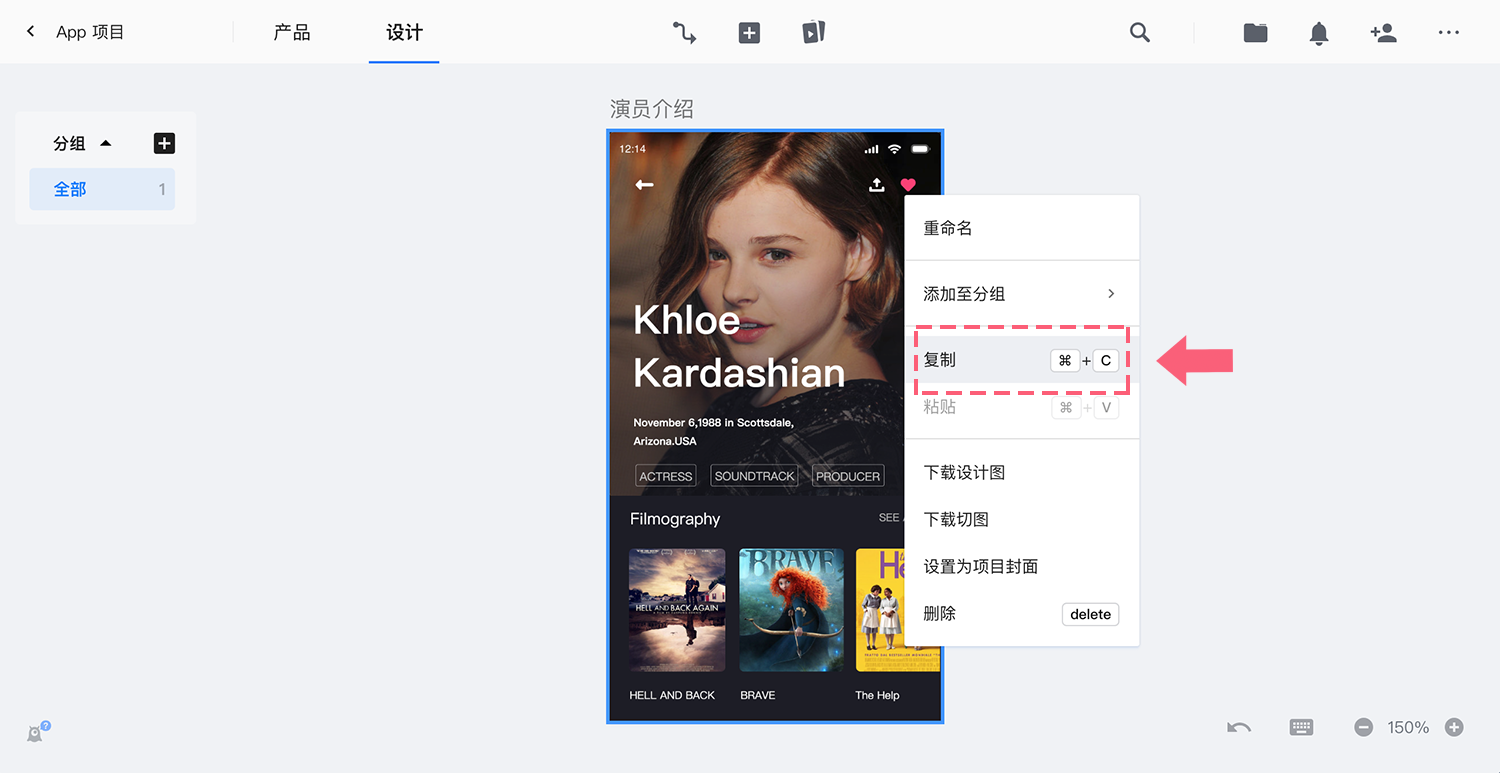 App 项目
产品
设计
分组
全部
1
演员介绍
12:14
Khloe
Kardashian
November 6,1988 in Scottsdale,
Arizona.USA
ACTRESS
SOUNDTRACK
PRODUCER
Filmography
SEE
HELL AND BACK AGAIN
BRAVE
HELL AND BACK
BRAVE
The Help
重命名
添加至分组
复制
⌘ + C
粘贴
⌘ + V
下载设计图
下载切图
设置为项目封面
删除
delete
?
150%